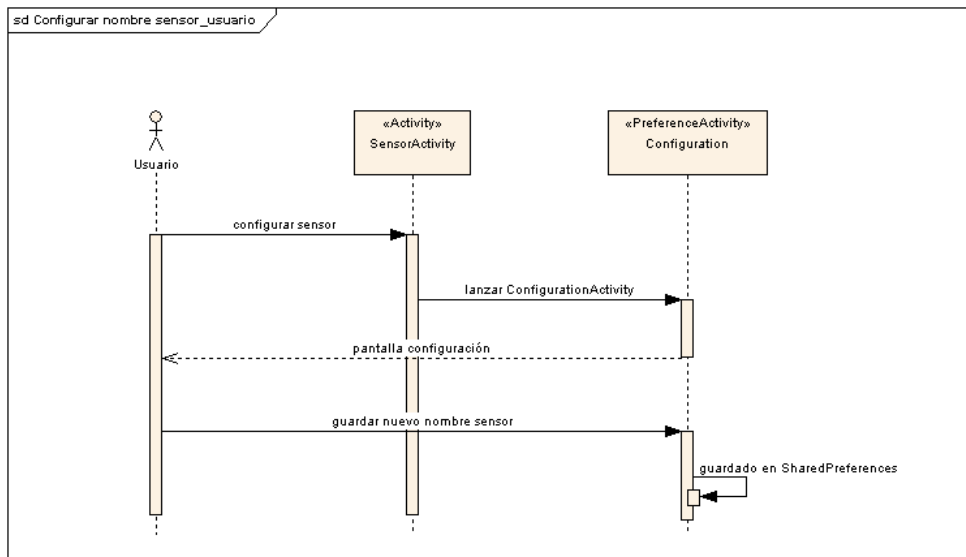 sd Configurar nombre sensor_usuario
«Activity»
SensorActivity
«PreferenceActivity»
Configuration
Usuario
configurar sensor
lanzar ConfigurationActivity
pantalla configuración
guardar nuevo nombre sensor
guardado en SharedPreferences